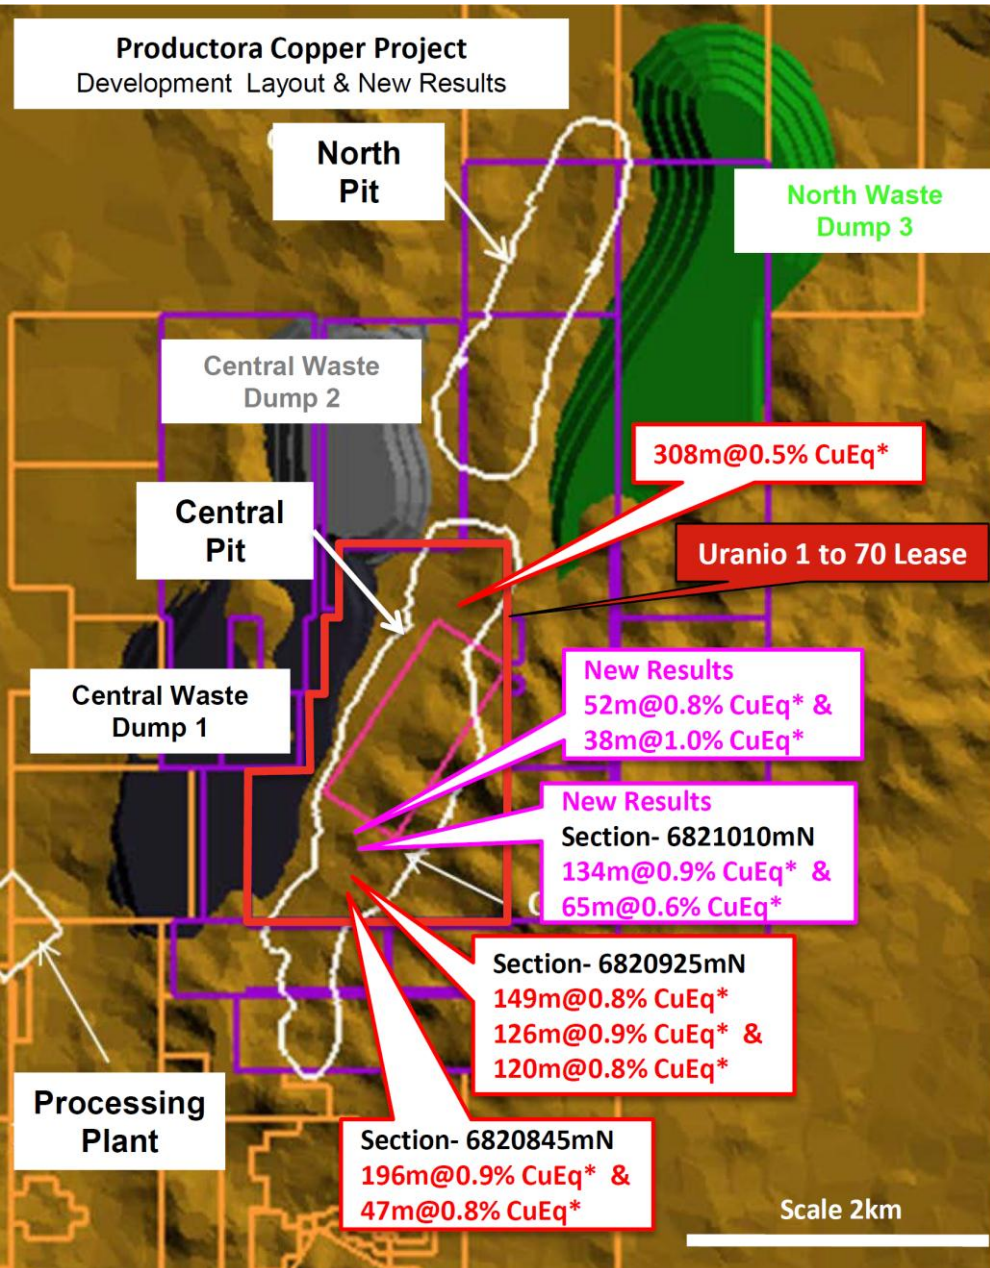 Productora Copper Project
Development Layout & New Results
North
Pit
North Waste
Dump 3
Central Waste
Dump 2
308m@0.5% CuEq*
Central
Pit
Uranio 1 to 70 Lease
New Results
52m@0.8% CuEq* &
38m@1.0% CuEq*
Central Waste
Dump 1
New Results
Section- 6821010mN
134m@0.9% CuEq* &
65m@0.6% CuEq*
Section- 6820925mN
149m@0.8% CuEq*
126m@0.9% CuEq* &
120m@0.8% CuEq*
Processing
Plant
Section- 6820845mN
196m@0.9% CuEq* &
47m@0.8% CuEq*
Scale 2km